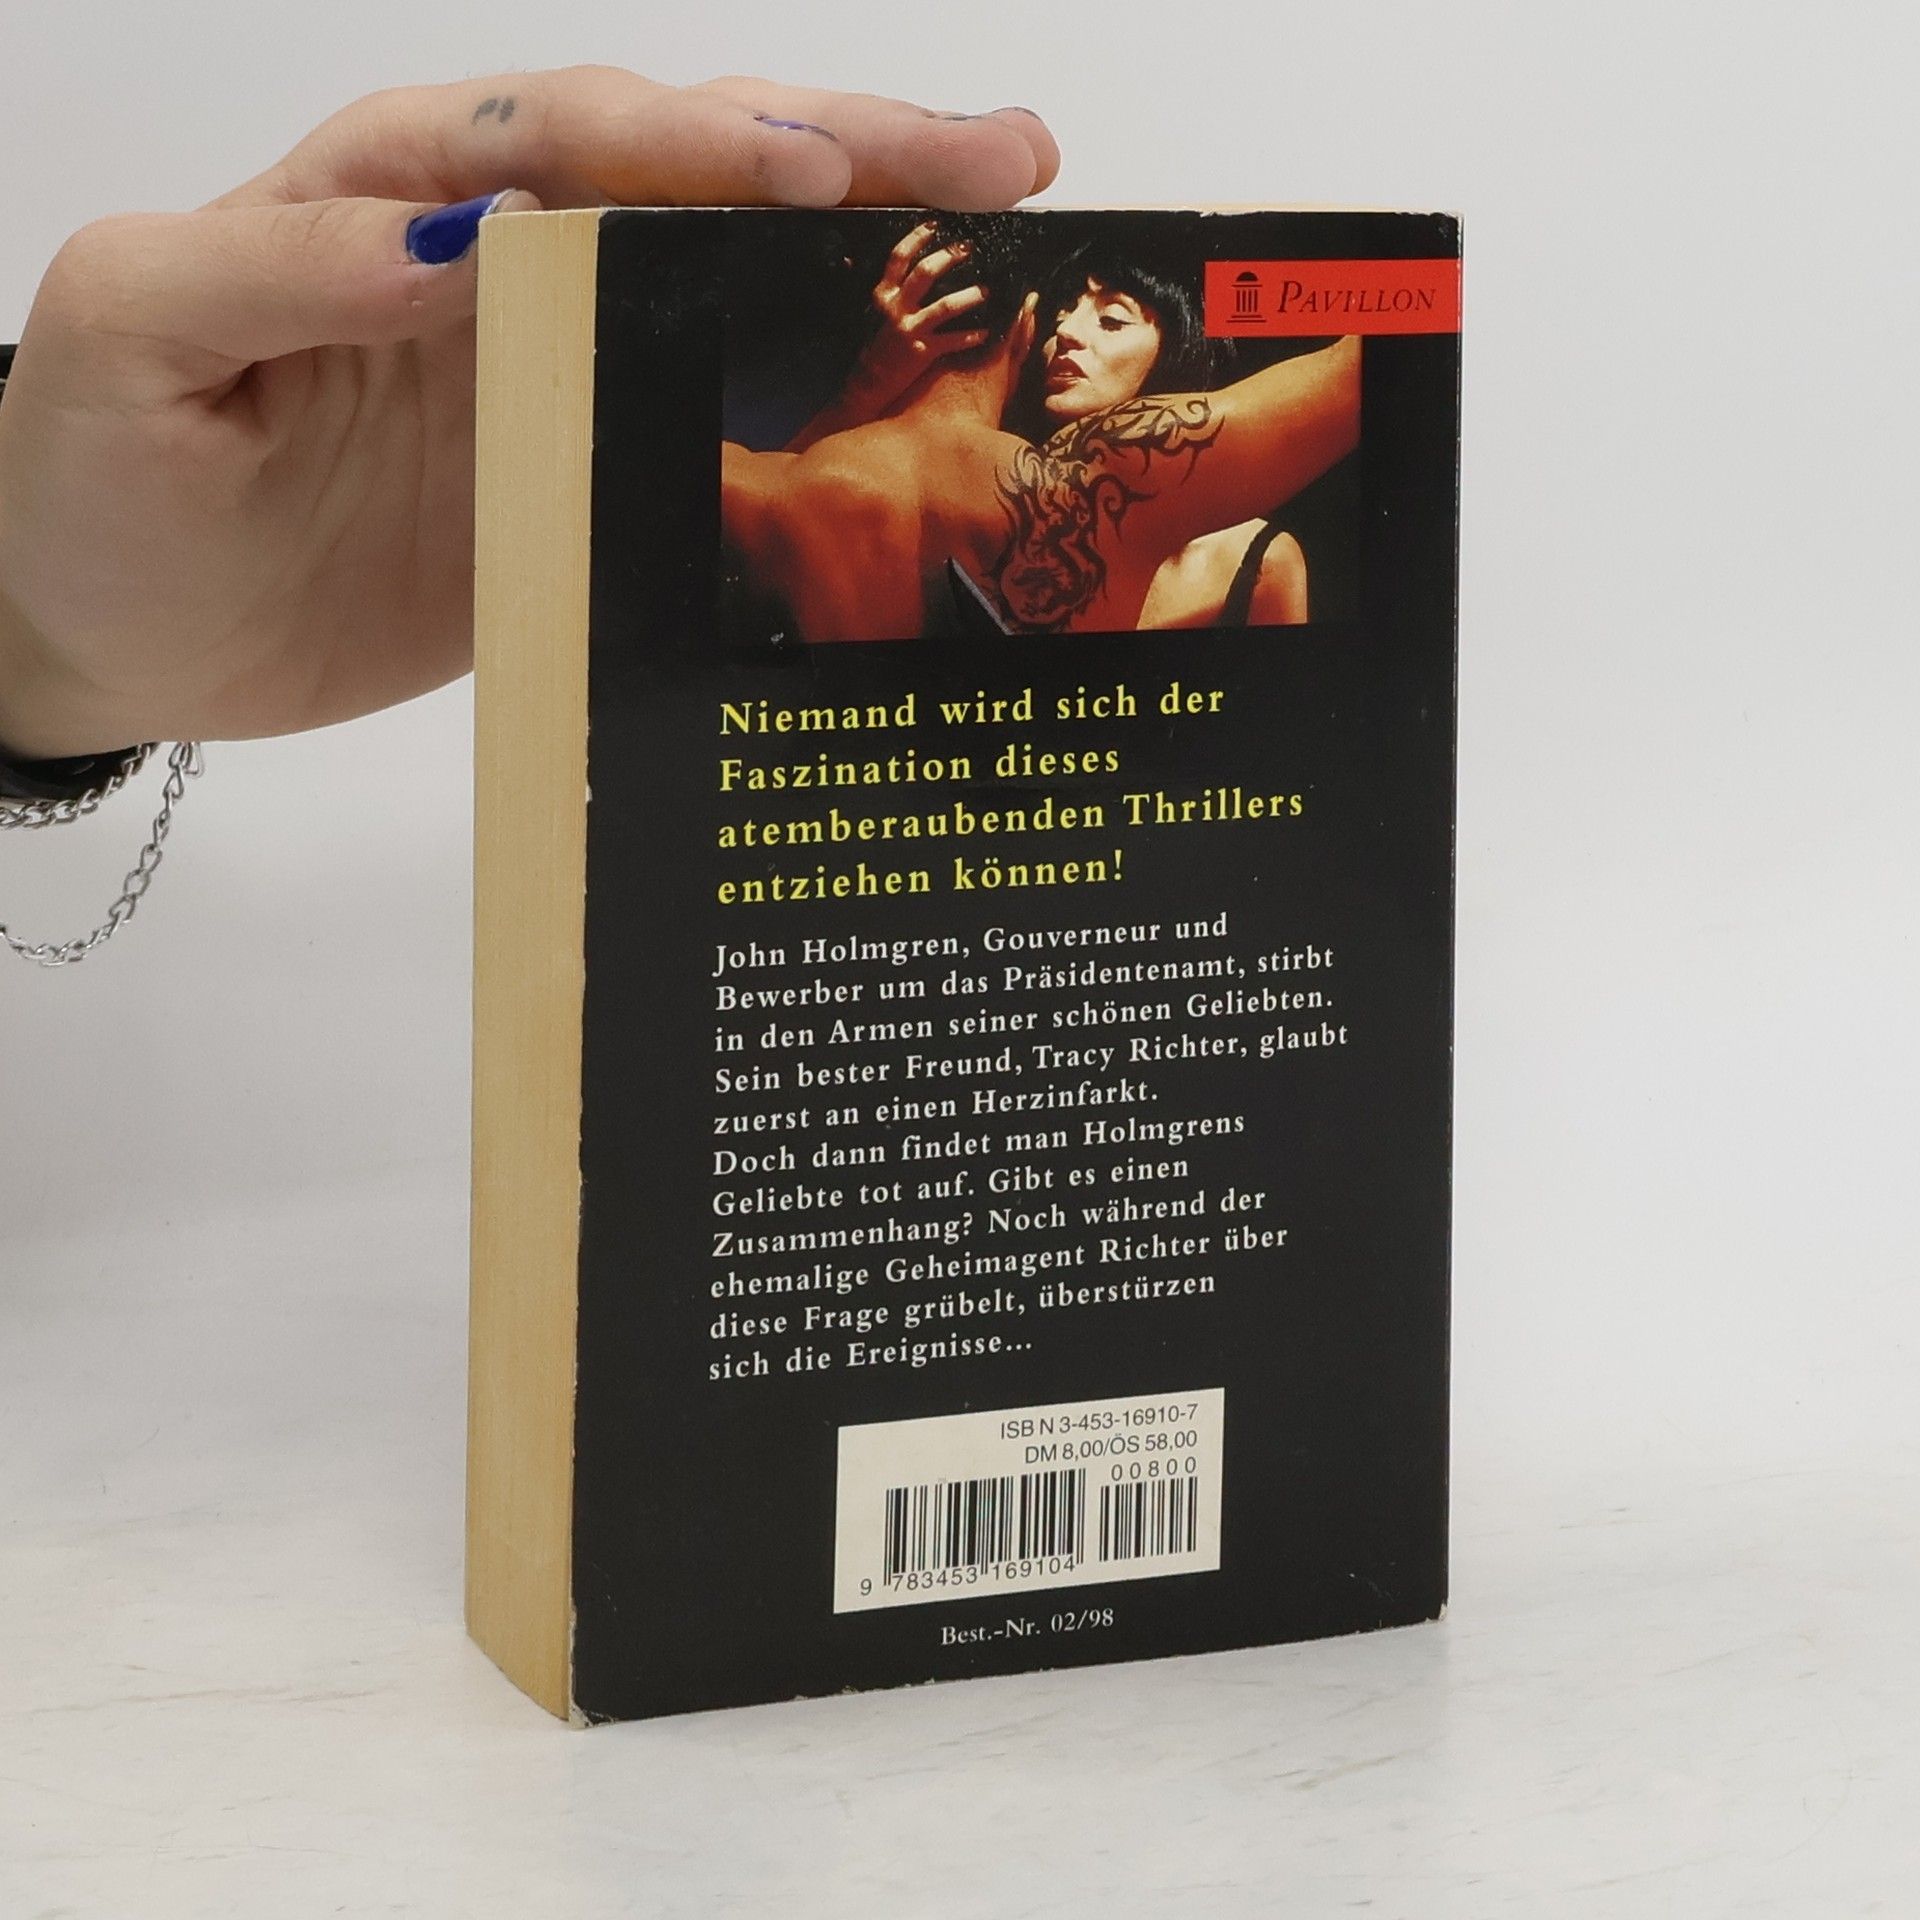 PAVILLON
Niemand wird sich der
Faszination dieses
atemberaubenden Thrillers
entziehen können!
John Holmgren, Gouverneur und
Bewerber um das Präsidentenamt, stirbt
in den Armen seiner schönen Geliebten.
Sein bester Freund, Tracy Richter, glaubt
zuerst an einen Herzinfarkt.
Doch dann findet man Holmgrens
Geliebte tot auf. Gibt es einen
Zusammenhang? Noch während der
ehemalige Geheimagent Richter über
diese Frage grübelt, überstürzen
sich die Ereignisse...
ISBN 3-453-16910-7
DM 8,00/ÖS 58,00
00800
9 783453 169104
Best.-Nr. 02/98